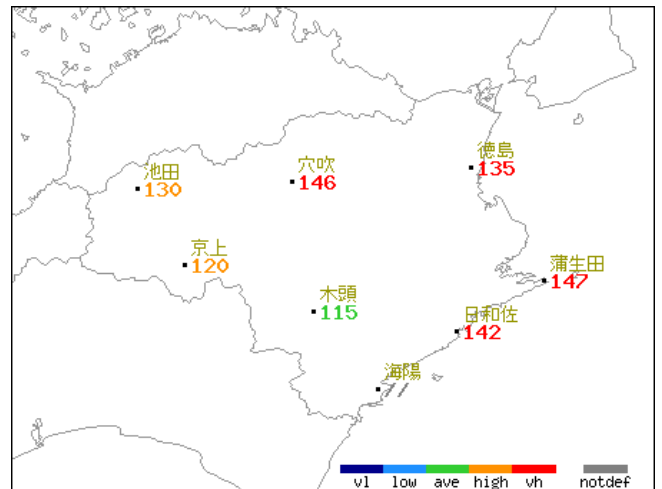 徳島
135
穴吹
146
池田
130
京上
120
蒲生田
147
木頭
115
日和佐
142
海陽
vl low ave high vh notdef